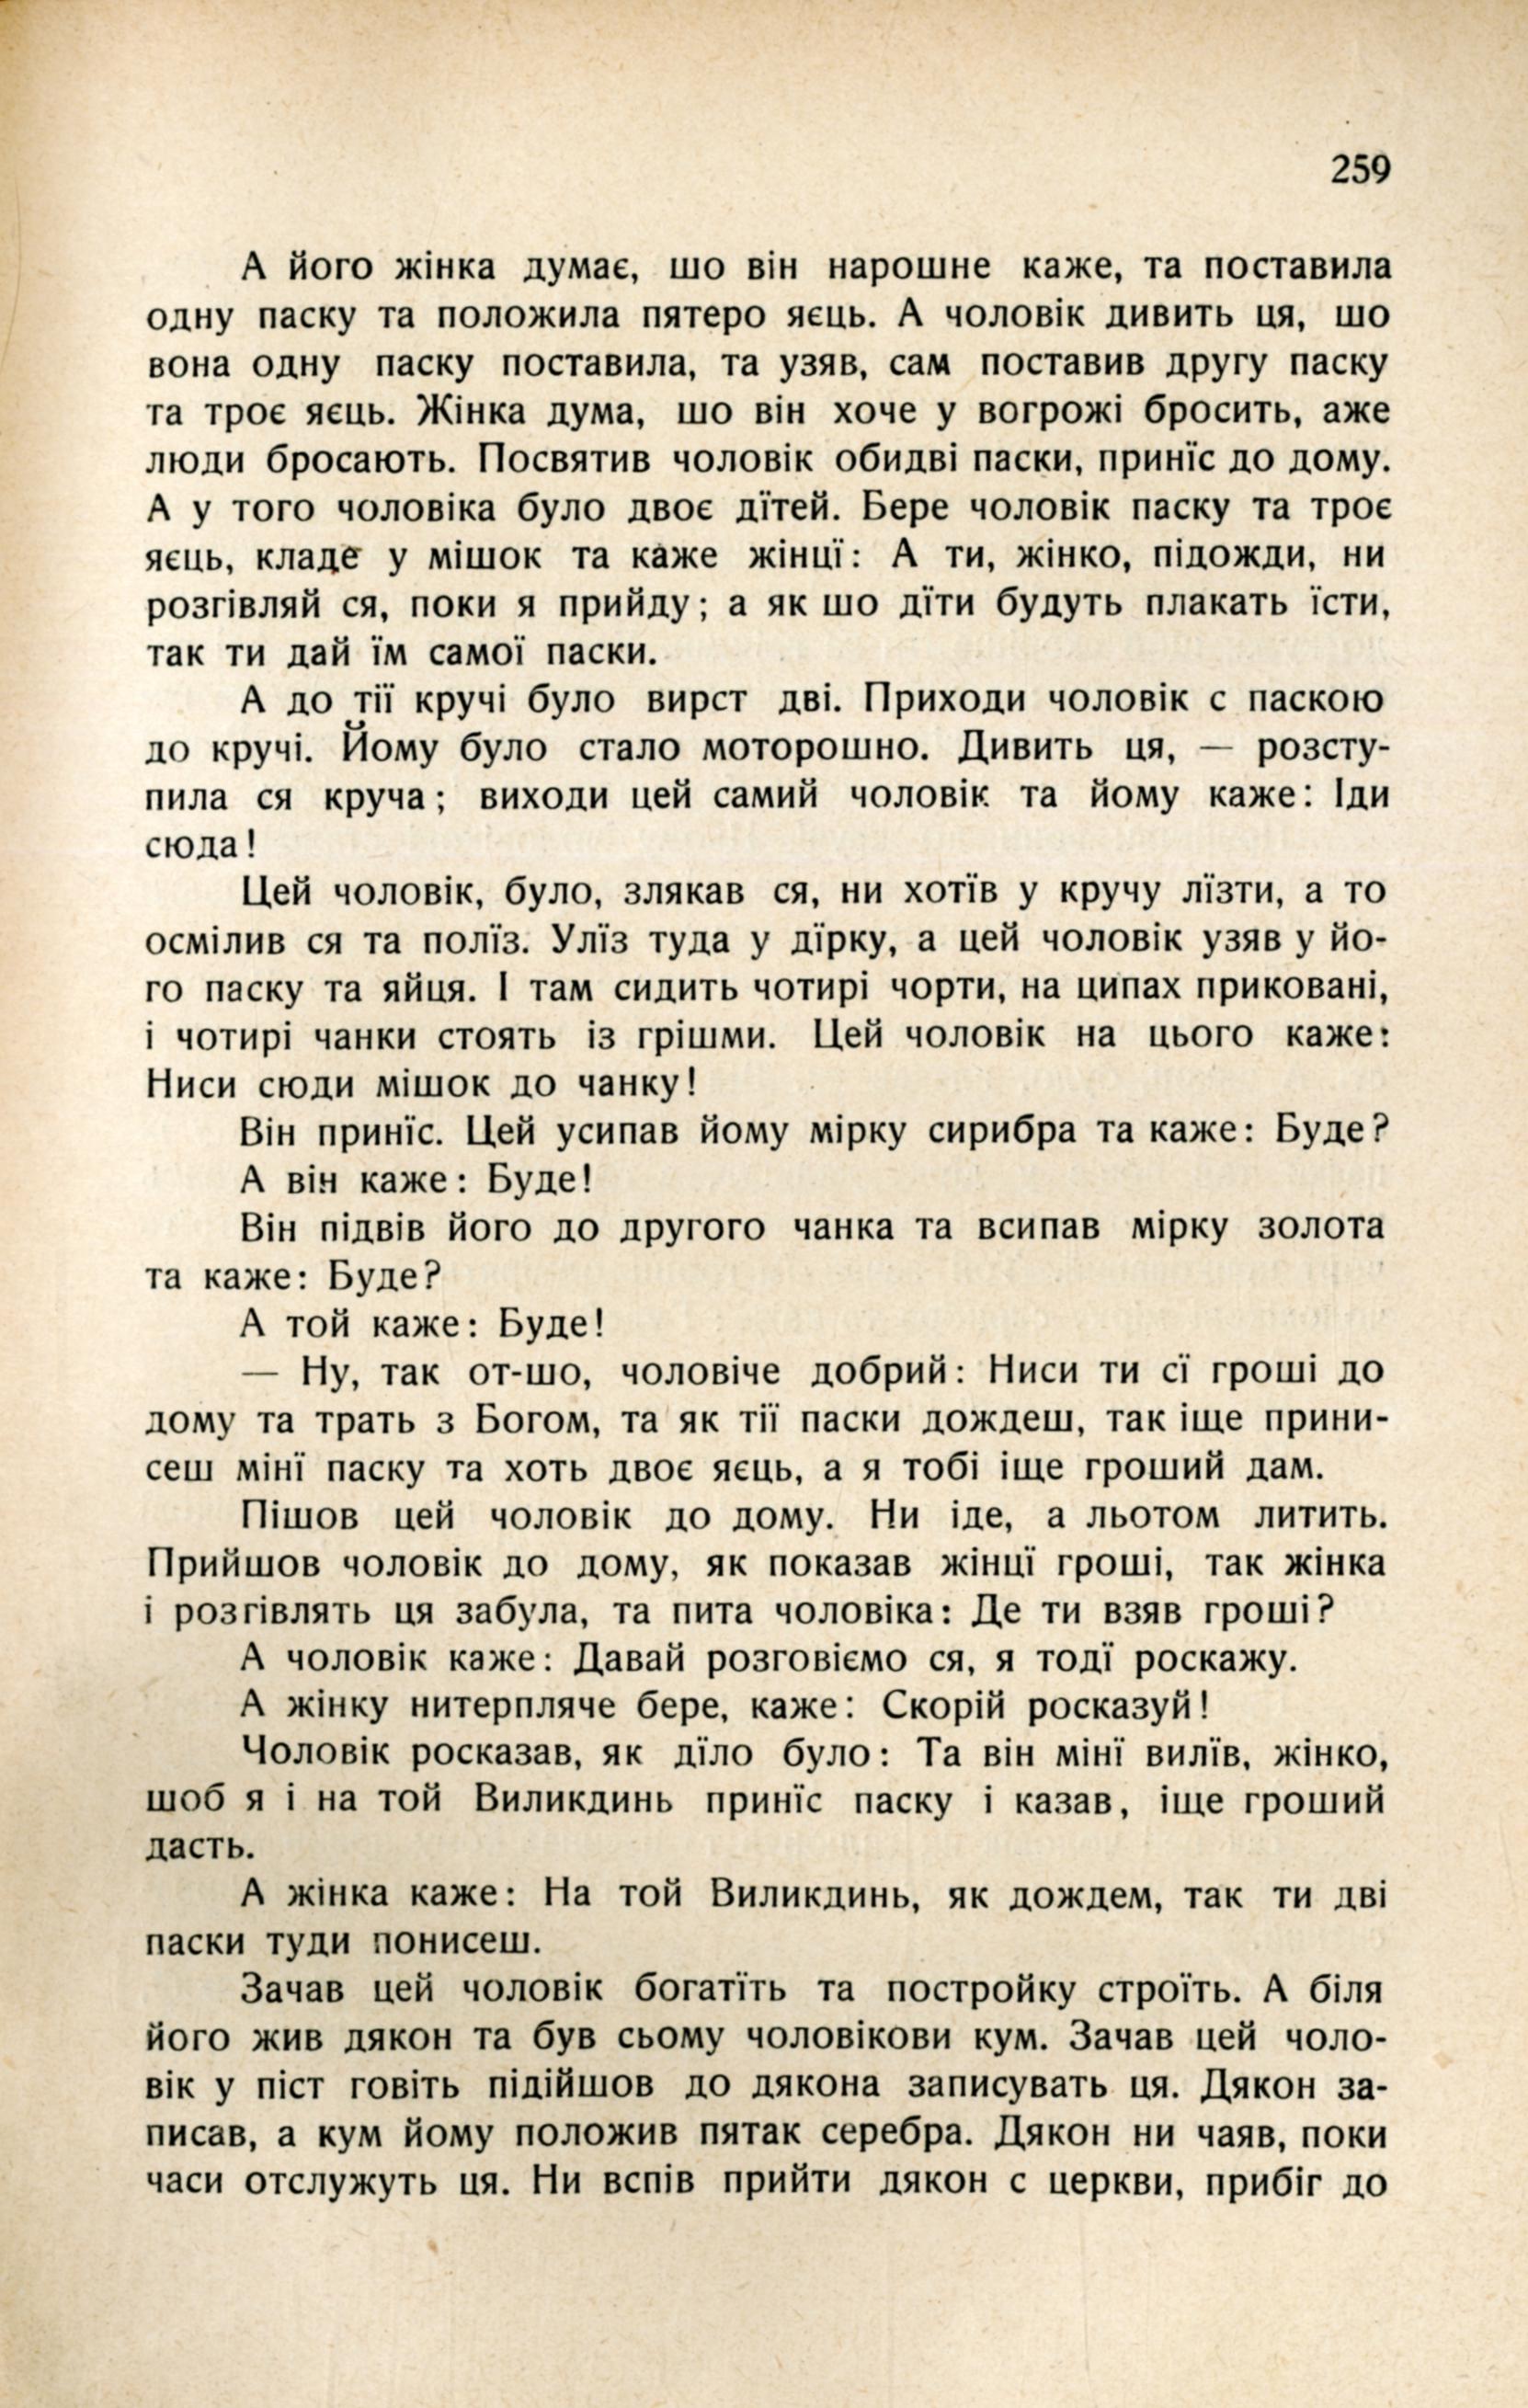 259
А його жінка думає, шо він нарошне каже, та поставила
одну паску та положила пятеро яєць. А чоловік дивить ця, шо
вона одну паску поставила, та узяв, сам поставив другу паску
та троє яєць. Жінка дума, шо він хоче у вогрожі бросить, аже
люди бросають. Посвятив чоловік обидві паски, приніс до дому.
А у того чоловіка було двоє дїтей. Бере чоловік паску та троє
яєць, кладе у мішок та каже жінцї: А ти, жінко, підожди, ни
розгівляй ся, поки я прийду; а як шо дїти будуть плакать їсти,
так ти дай їм самої паски.
А до тії кручі було вирст дві. Приходи чоловік с паскою
до кручі. Йому було стало моторошно. Дивить ця, — розсту-
пила ся круча; виходи цей самий чоловік та йому каже: Іди
сюда!
Цей чоловік, було, злякав ся, ни хотїв у кручу лїзти, а то
осмілив ся та полїз. Улїз туда у дїрку, а цей чоловік узяв у йо-
го паску та яйця. І там сидить чотирі чорти, на ципах приковані,
і чотирі чанки стоять із грішми. Цей чоловік на цього каже:
Ниси сюди мішок до чанку!
Він принїс. Цей усипав йому мірку сирибра та каже: Буде?
А він каже: Буде!
Він підвів його до другого чанка та всипав мірку золота
та каже: Буде?
А той каже: Буде!
— Ну, так от-шо, чоловіче добрий: Ниси ти сї гроші до
дому та трать з Богом, та як тії паски дождеш, так іще прини-
сеш мінї паску та хоть двоє яєць, а я тобі іще гроший дам.
Пішов цей чоловік до дому. Ни іде, а льотом литить.
Прийшов чоловік до дому, як показав жінцї гроші, так жінка
і розгівлять ця забула, та пита чоловіка: Де ти взяв гроші?
А чоловік каже: Давай розговіємо ся, я тодї роскажу.
А жінку нитерпляче бере, каже: Скорій росказуй!
Чоловік росказав, як дїло було: Та він мінї вилїв, жінко,
шоб я і на той Виликдинь принїс паску і казав, іще гроший
дасть.
А жінка каже: На той Виликдинь, як дождем, так ти дві
паски туди понисеш.
Зачав цей чоловік богатїть та постройку строїть. А біля
його жив дякон та був сьому чоловікови кум. Зачав цей чоло-
вік у піст говіть підійшов до дякона записувать ця. Дякон за-
писав, а кум йому положив пятак серебра. Дякон ни чаяв, поки
часи отслужуть ця. Ни вспів прийти дякон с церкви, прибіг до